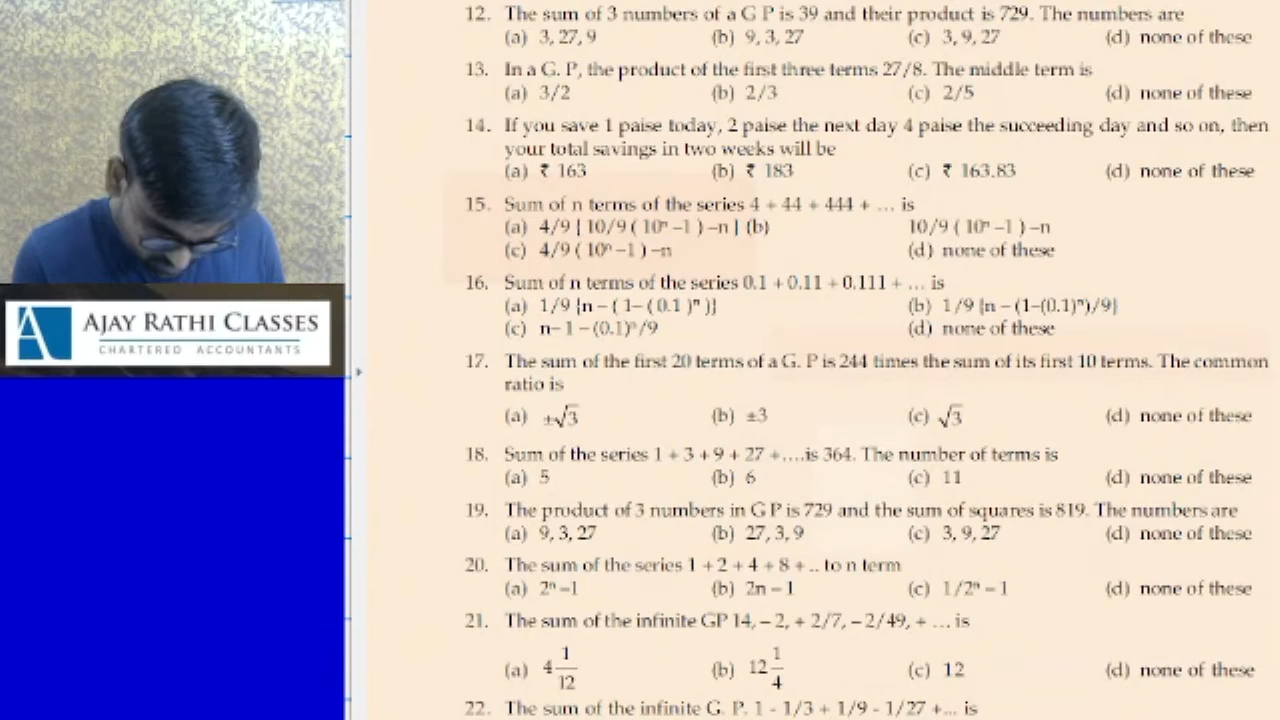 12. The sum of 3 numbers of a G P is 39 and their product is 729. The numbers are
(a) 3, 27, 9 (b) 9, 3, 27 (c) 3, 9, 27 (d) none of these
13. In a G. P, the product of the first three terms 27/8. The middle term is
(a) 3/2 (b) 2/3 (c) 2/5 (d) none of these
14. If you save 1 paise today, 2 paise the next day 4 paise the succeeding day and so on, then
your total savings in two weeks will be
(a) ₹ 163 (b) ₹ 183 (c) ₹ 163.83 (d) none of these
15. Sum of n terms of the series 4 + 44 + 444 + … is
(a) 4/9 { 10/9 ( 10ⁿ –1 ) –n } (b) 10/9 ( 10ⁿ –1 ) –n
(c) 4/9 ( 10ⁿ –1 ) –n (d) none of these
16. Sum of n terms of the series 0.1 + 0.11 + 0.111 + … is
(a) 1/9 {n – ( 1– ( 0.1 )ⁿ )} (b) 1/9 {n – (1–(0.1)ⁿ)/9}
(c) n– 1 – (0.1)ⁿ/9 (d) none of these
17. The sum of the first 20 terms of a G. P is 244 times the sum of its first 10 terms. The common
ratio is
(a) ±√3 (b) ±3 (c) √3 (d) none of these
18. Sum of the series 1 + 3 + 9 + 27 +….is 364. The number of terms is
(a) 5 (b) 6 (c) 11 (d) none of these
19. The product of 3 numbers in G P is 729 and the sum of squares is 819. The numbers are
(a) 9, 3, 27 (b) 27, 3, 9 (c) 3, 9, 27 (d) none of these
20. The sum of the series 1 + 2 + 4 + 8 + .. to n term
(a) 2ⁿ –1 (b) 2n – 1 (c) 1/2ⁿ – 1 (d) none of these
21. The sum of the infinite GP 14, – 2, + 2/7, – 2/49, + … is
(a) 4 1/12 (b) 12 1/4 (c) 12 (d) none of these
22. The sum of the infinite G. P. 1 - 1/3 + 1/9 - 1/27 +... is
AJAY RATHI CLASSES
CHARTERED ACCOUNTANTS